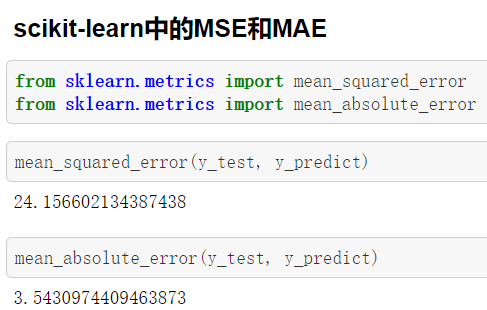 scikit-learn中的MSE和MAE
from sklearn.metrics import mean_squared_error
from sklearn.metrics import mean_absolute_error
mean_squared_error(y_test, y_predict)
24.156602134387438
mean_absolute_error(y_test, y_predict)
3.5430974409463873